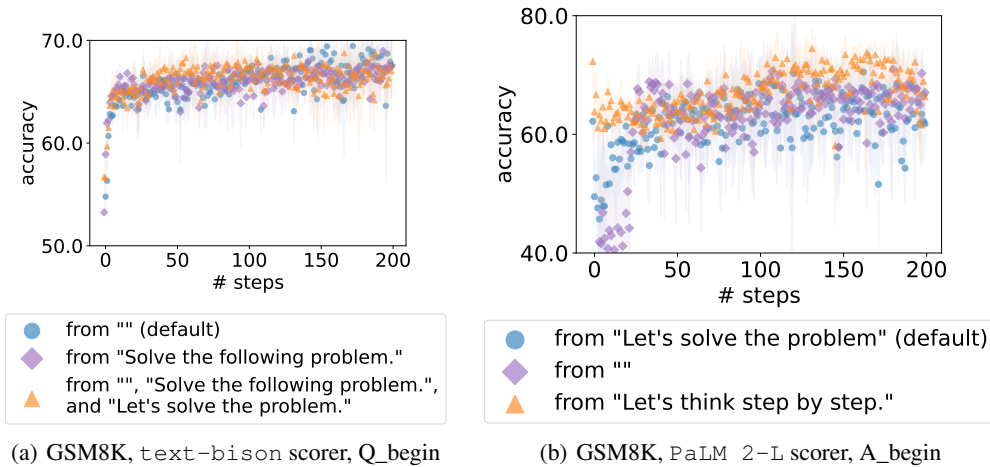 70.0
60.0
50.0
accuracy
0 50 100 150 200
# steps
from "" (default)
from "Solve the following problem."
from "", "Solve the following problem.",
and "Let's solve the problem."
(a) GSM8K, text-bison scorer, Q_begin
80.0
60.0
40.0
accuracy
0 50 100 150 200
# steps
from "Let's solve the problem" (default)
from ""
from "Let's think step by step."
(b) GSM8K, PaLM 2-L scorer, A_begin